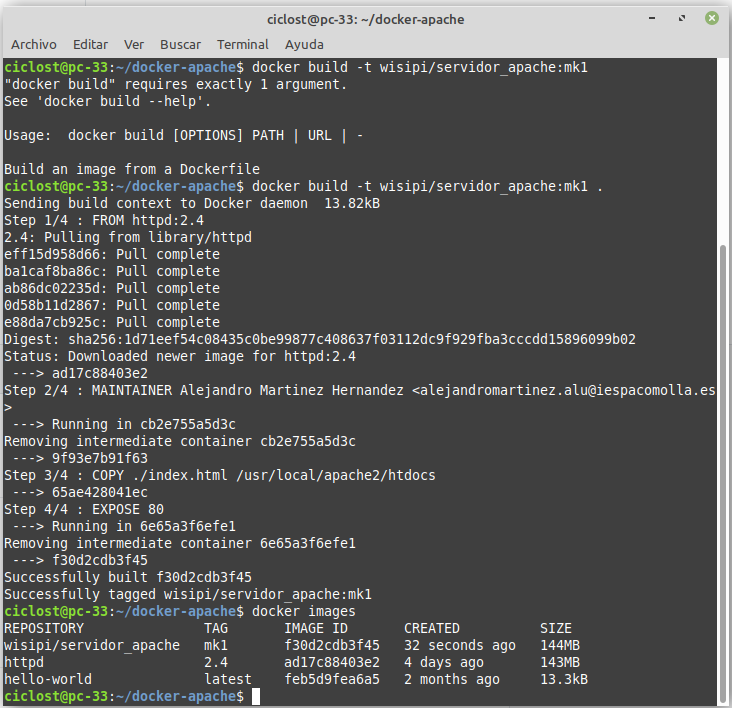 ciclost@pc-33: ~/docker-apache
Archivo Editar Ver Buscar Terminal Ayuda
ciclost@pc-33:~/docker-apache$ docker build -t wisipi/servidor_apache:mk1
"docker build" requires exactly 1 argument.
See 'docker build --help'.
Usage:  docker build [OPTIONS] PATH | URL | -
Build an image from a Dockerfile
ciclost@pc-33:~/docker-apache$ docker build -t wisipi/servidor_apache:mk1 .
Sending build context to Docker daemon  13.82kB
Step 1/4 : FROM httpd:2.4
2.4: Pulling from library/httpd
eff15d958d66: Pull complete
ba1caf8ba86c: Pull complete
ab86dc02235d: Pull complete
0d58b11d2867: Pull complete
e88da7cb925c: Pull complete
Digest: sha256:1d71eef54c08435c0be99877c408637f03112dc9f929fba3cccdd15896099b02
Status: Downloaded newer image for httpd:2.4
 ---> ad17c88403e2
Step 2/4 : MAINTAINER Alejandro Martinez Hernandez <alejandromartinez.alu@iespacomolla.es
>
 ---> Running in cb2e755a5d3c
Removing intermediate container cb2e755a5d3c
 ---> 9f93e7b91f63
Step 3/4 : COPY ./index.html /usr/local/apache2/htdocs
 ---> 65ae428041ec
Step 4/4 : EXPOSE 80
 ---> Running in 6e65a3f6efe1
Removing intermediate container 6e65a3f6efe1
 ---> f30d2cdb3f45
Successfully built f30d2cdb3f45
Successfully tagged wisipi/servidor_apache:mk1
ciclost@pc-33:~/docker-apache$ docker images
REPOSITORY               TAG       IMAGE ID       CREATED          SIZE
wisipi/servidor_apache   mk1       f30d2cdb3f45   32 seconds ago   144MB
httpd                    2.4       ad17c88403e2   4 days ago       143MB
hello-world              latest    feb5d9fea6a5   2 months ago     13.3kB
ciclost@pc-33:~/docker-apache$